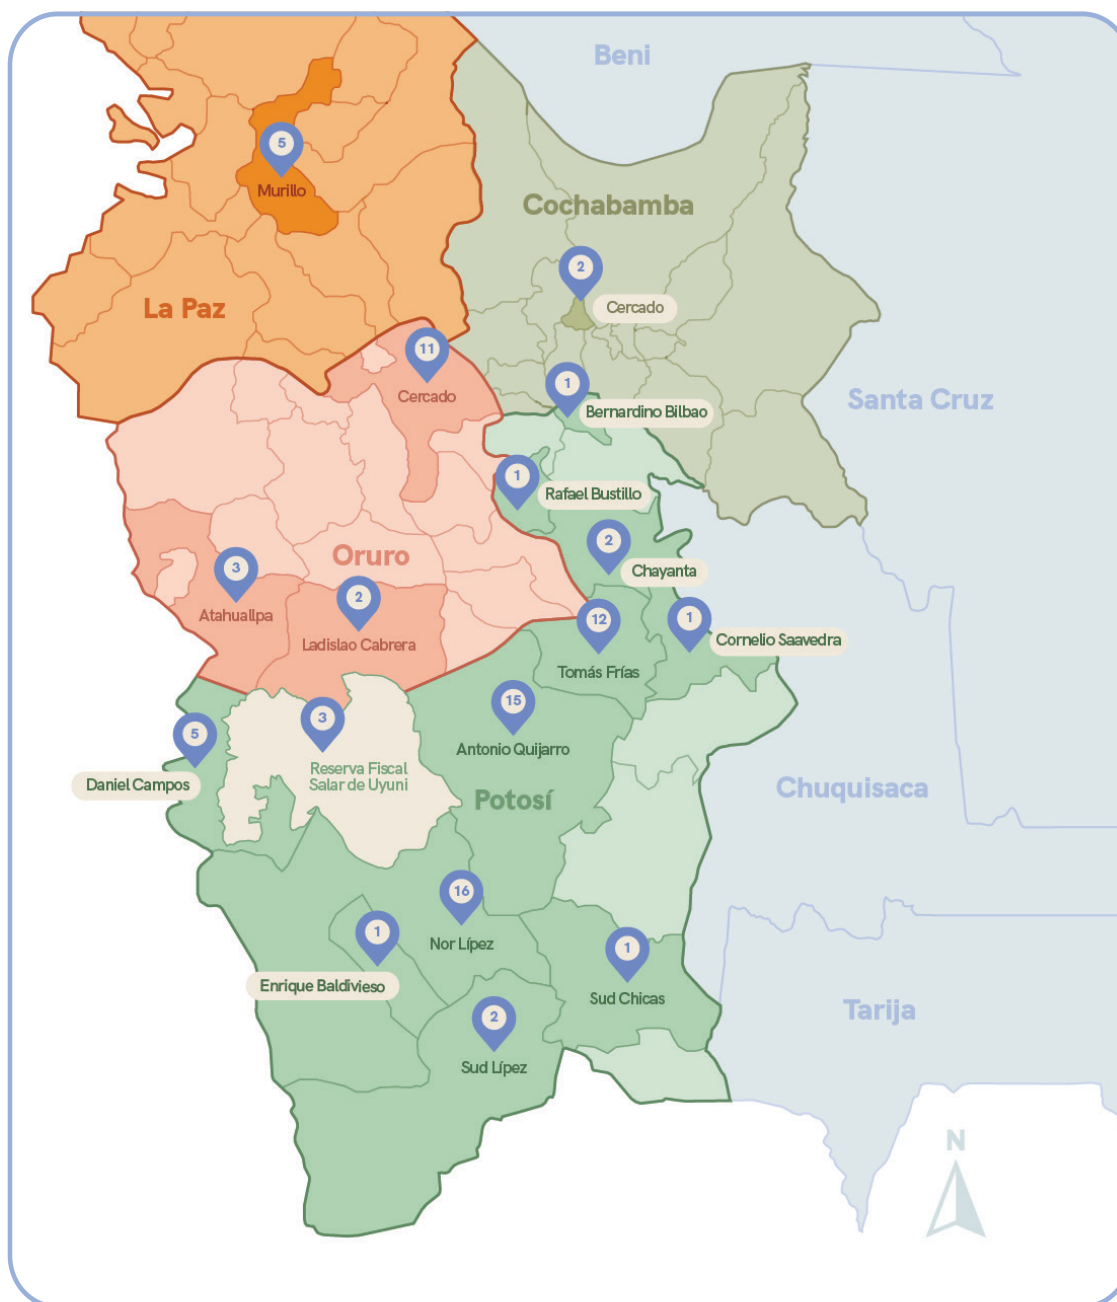 Beni
5
Murillo
Cochabamba
2
Cercado
La Paz
11
Cercado
1
Bernardino Bilbao
Santa Cruz
1
Rafael Bustillo
2
Chayanta
Oruro
3
Atahuallpa
2
Ladislao Cabrera
12
Tomás Frías
1
Cornelio Saavedra
15
Antonio Quijarro
3
Reserva Fiscal
Salar de Uyuni
5
Daniel Campos
Potosí
Chuquisaca
16
Nor Lípez
1
Enrique Baldivieso
1
Sud Chicas
2
Sud Lípez
Tarija
N